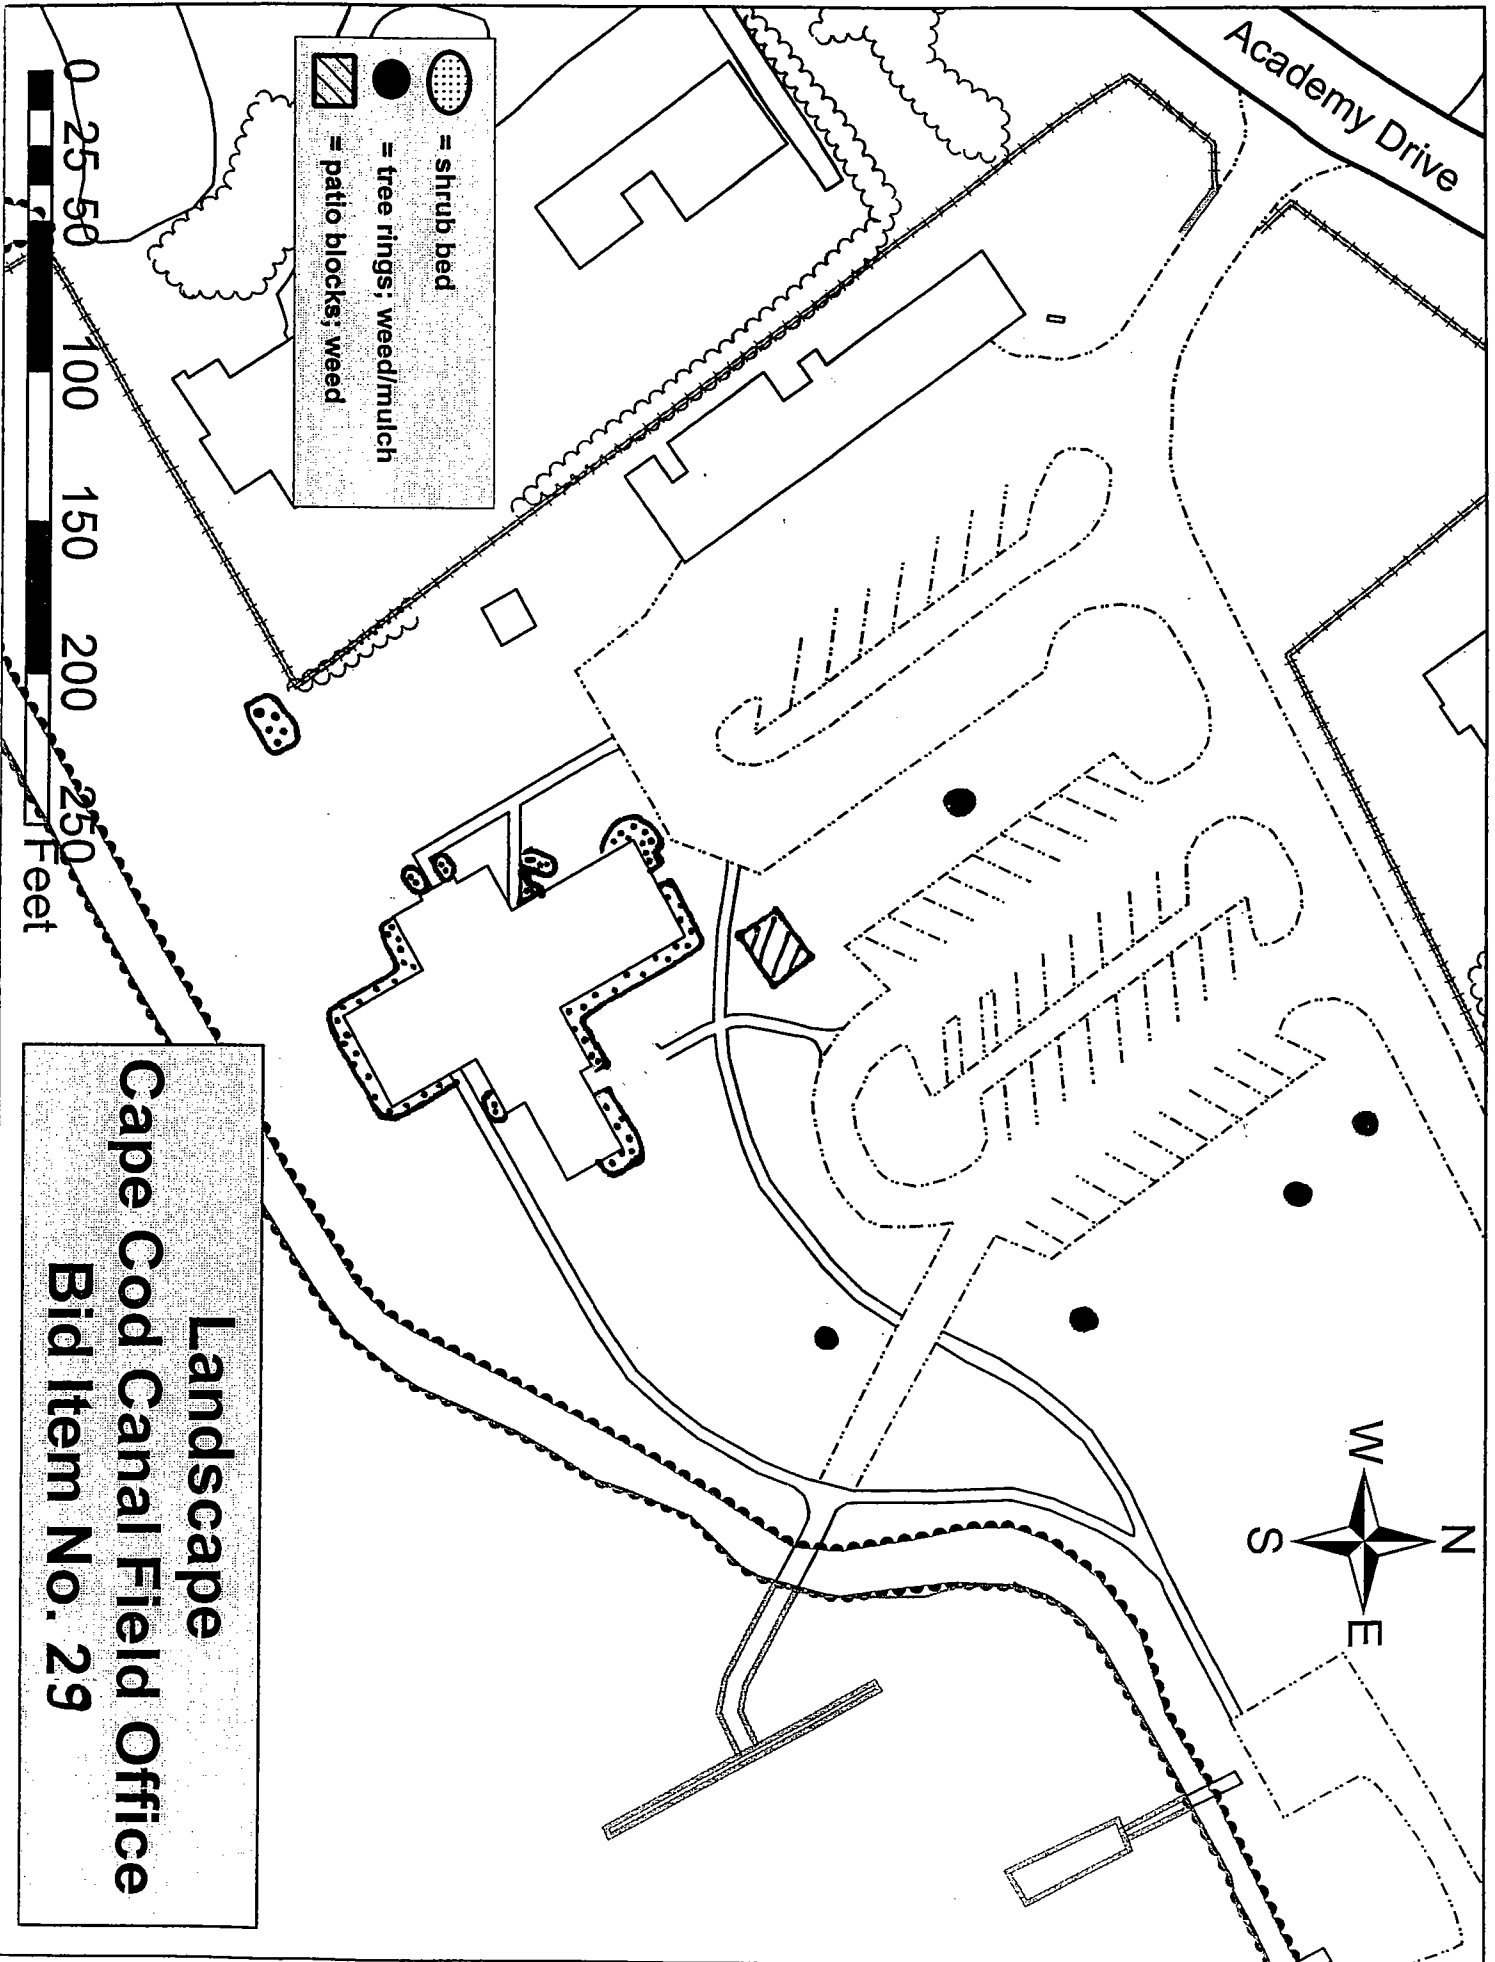 Academy Drive
= shrub bed
= tree rings; weed/mulch
= patio blocks; weed
N
W
E
S
0 25 50 100 150 200 250
Feet
Landscape
Cape Cod Canal Field Office
Bid Item No. 29